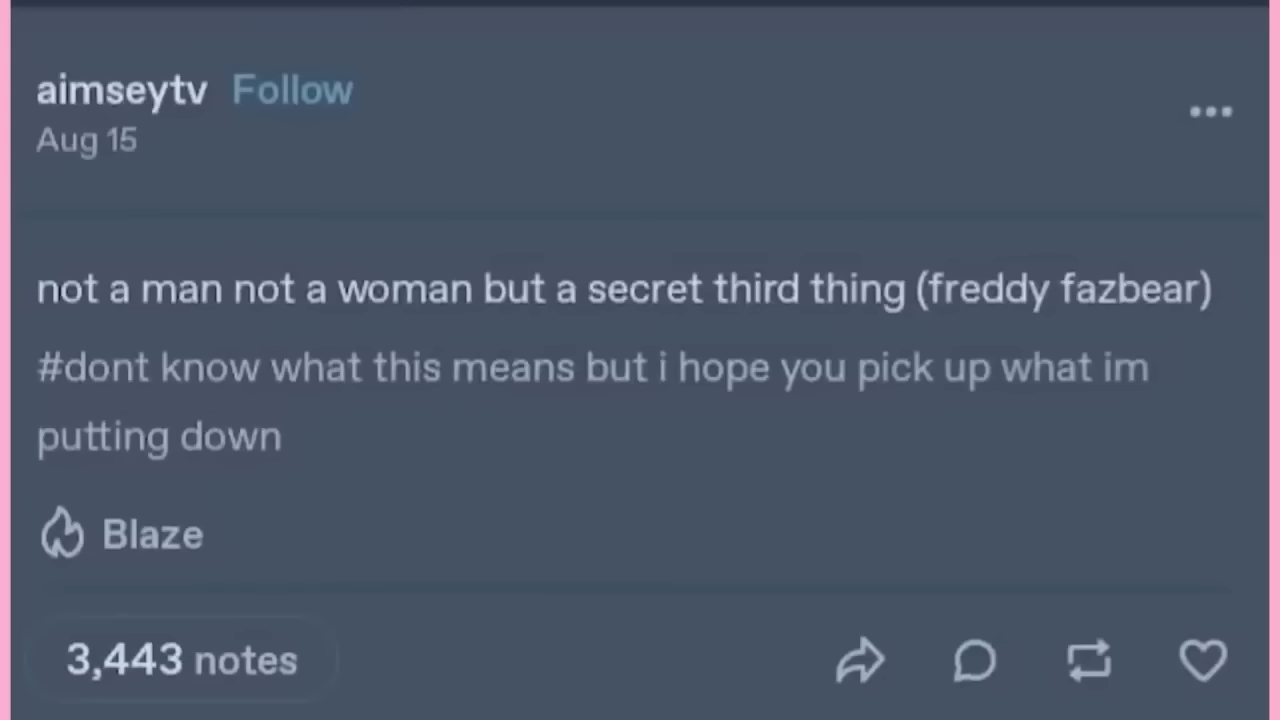 aimseytv Follow
Aug 15
not a man not a woman but a secret third thing (freddy fazbear)
#dont know what this means but i hope you pick up what im
putting down
Blaze
3,443 notes